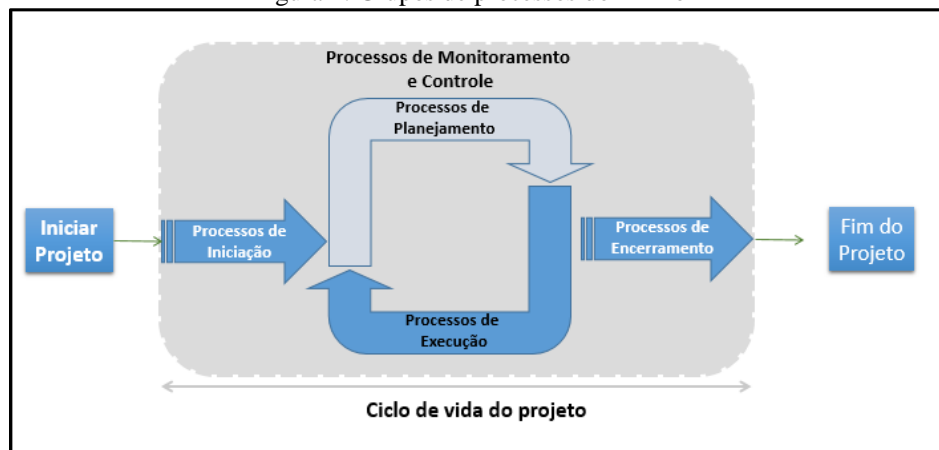 Processos de Monitoramento
e Controle
Processos de
Planejamento
Iniciar
Projeto
Processos de
Iniciação
Processos de
Encerramento
Fim do
Projeto
Processos de
Execução
Ciclo de vida do projeto